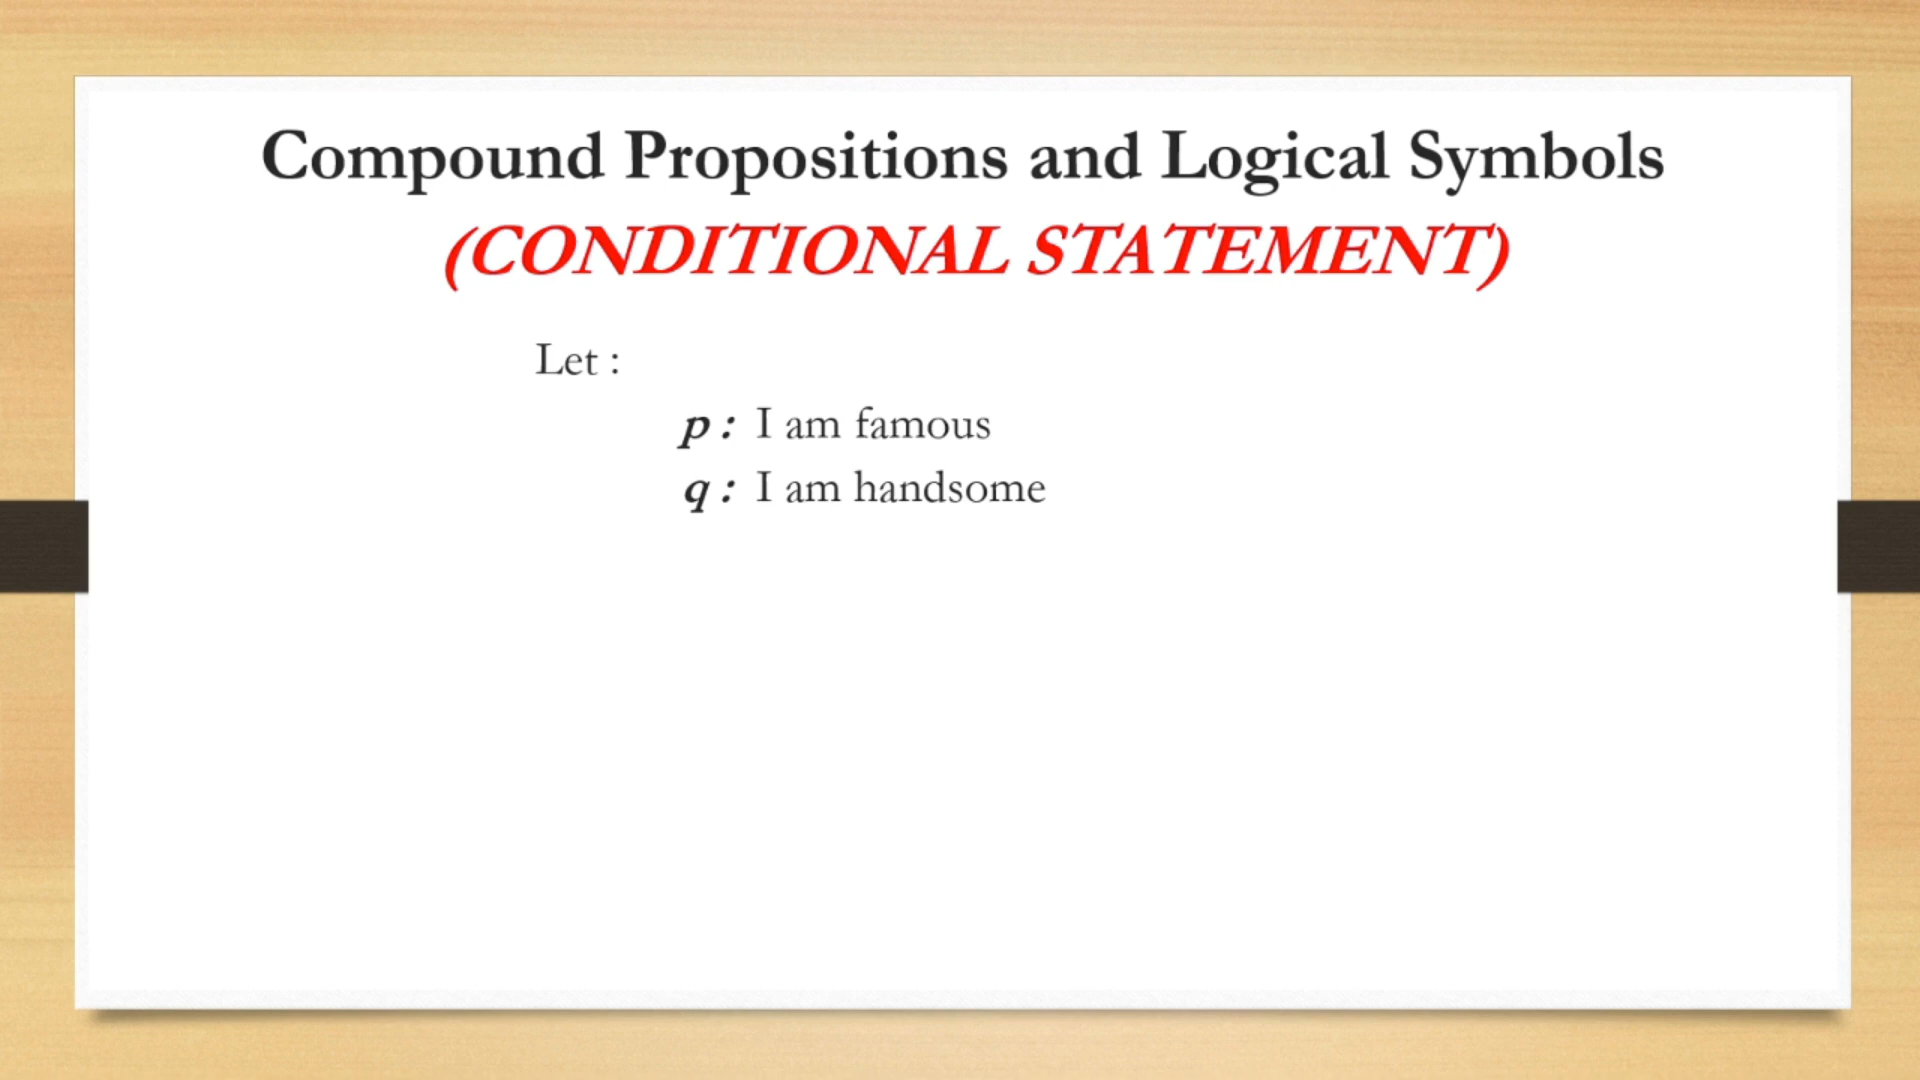 Compound Propositions and Logical Symbols
(CONDITIONAL STATEMENT)
Let :
p : I am famous
q : I am handsome